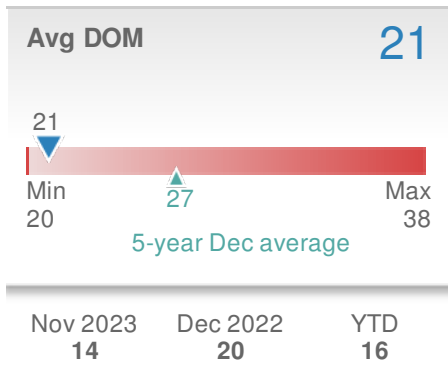 Avg DOM 21
21
Min 27 Max
20 38
5-year Dec average
Nov 2023 Dec 2022 YTD
14 20 16